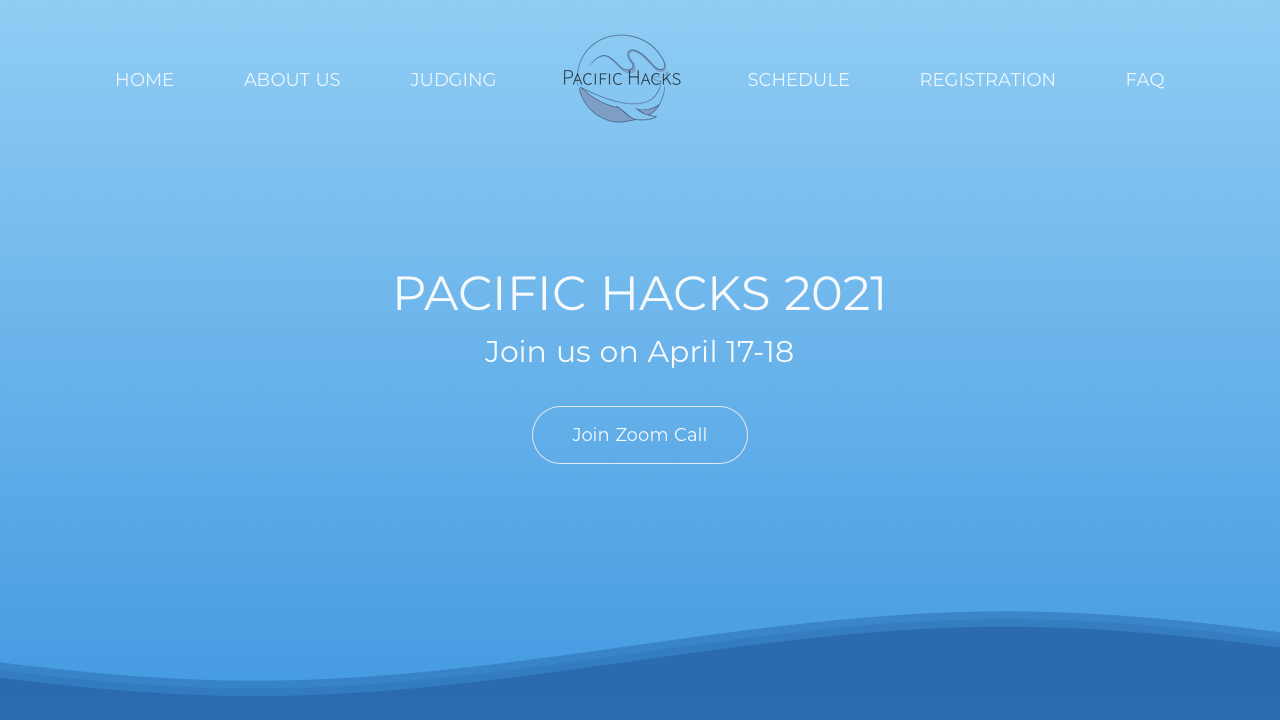 HOME ABOUT US JUDGING PACIFIC HACKS SCHEDULE REGISTRATION FAQ
PACIFIC HACKS 2021
Join us on April 17-18
Join Zoom Call